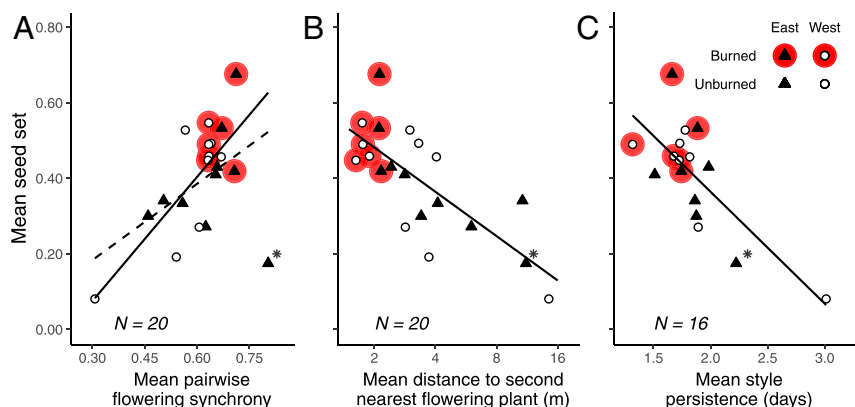 A
B
C
East West
Burned
Unburned
Mean seed set
0.80
0.60
0.40
0.20
0.00
N = 20
N = 20
N = 16
*
*
*
0.30 0.45 0.60 0.75
2 4 8 16
1.5 2.0 2.5 3.0
Mean pairwise
flowering synchrony
Mean distance to second
nearest flowering plant (m)
Mean style
persistence (days)